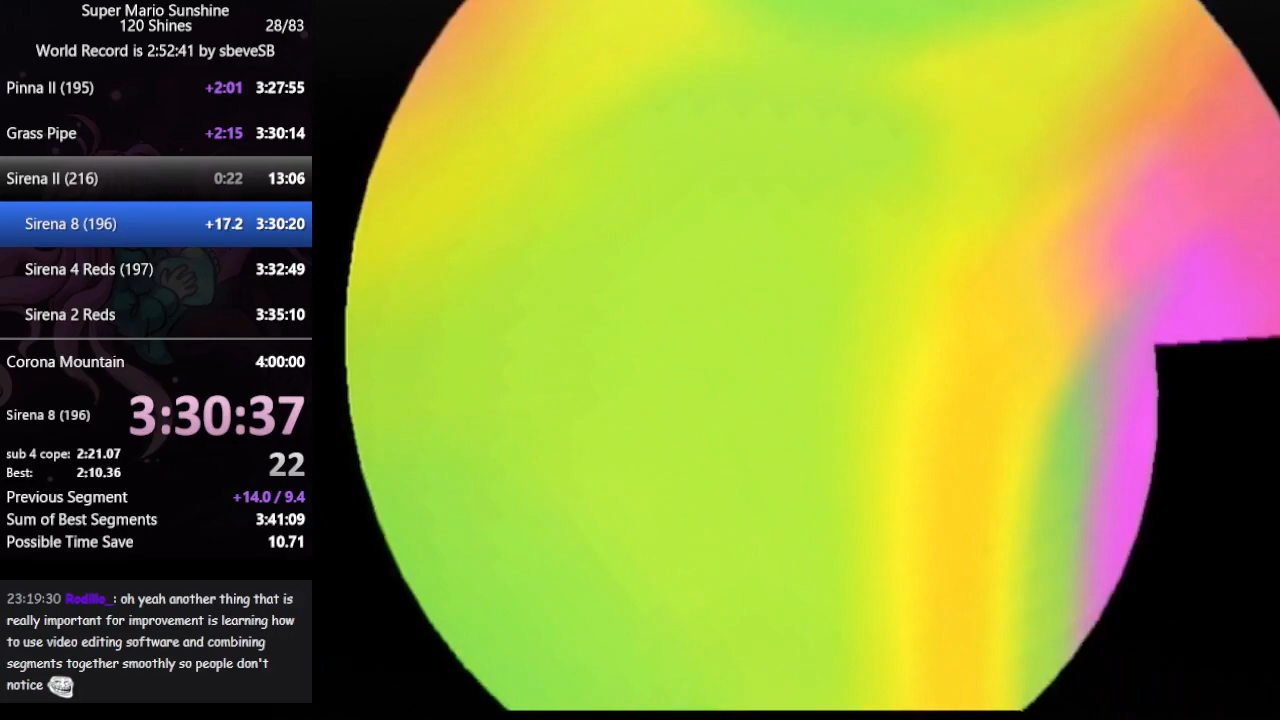 Super Mario Sunshine
120 Shines 28/83
World Record is 2:52:41 by sbeveSB
Pinna II (195) +2:01 3:27:55
Grass Pipe +2:15 3:30:14
Sirena II (216) 0:22 13:06
Sirena 8 (196) +17.2 3:30:20
Sirena 4 Reds (197) 3:32:49
Sirena 2 Reds 3:35:10
Corona Mountain 4:00:00
Sirena 8 (196) 3:30:37
sub 4 cope: 2:21.07
Best: 2:10.36 22
Previous Segment +14.0 / 9.4
Sum of Best Segments 3:41:09
Possible Time Save 10.71
23:19:30 Rodillo_: oh yeah another thing that is
really important for improvement is learning how
to use video editing software and combining
segments together smoothly so people don't
notice